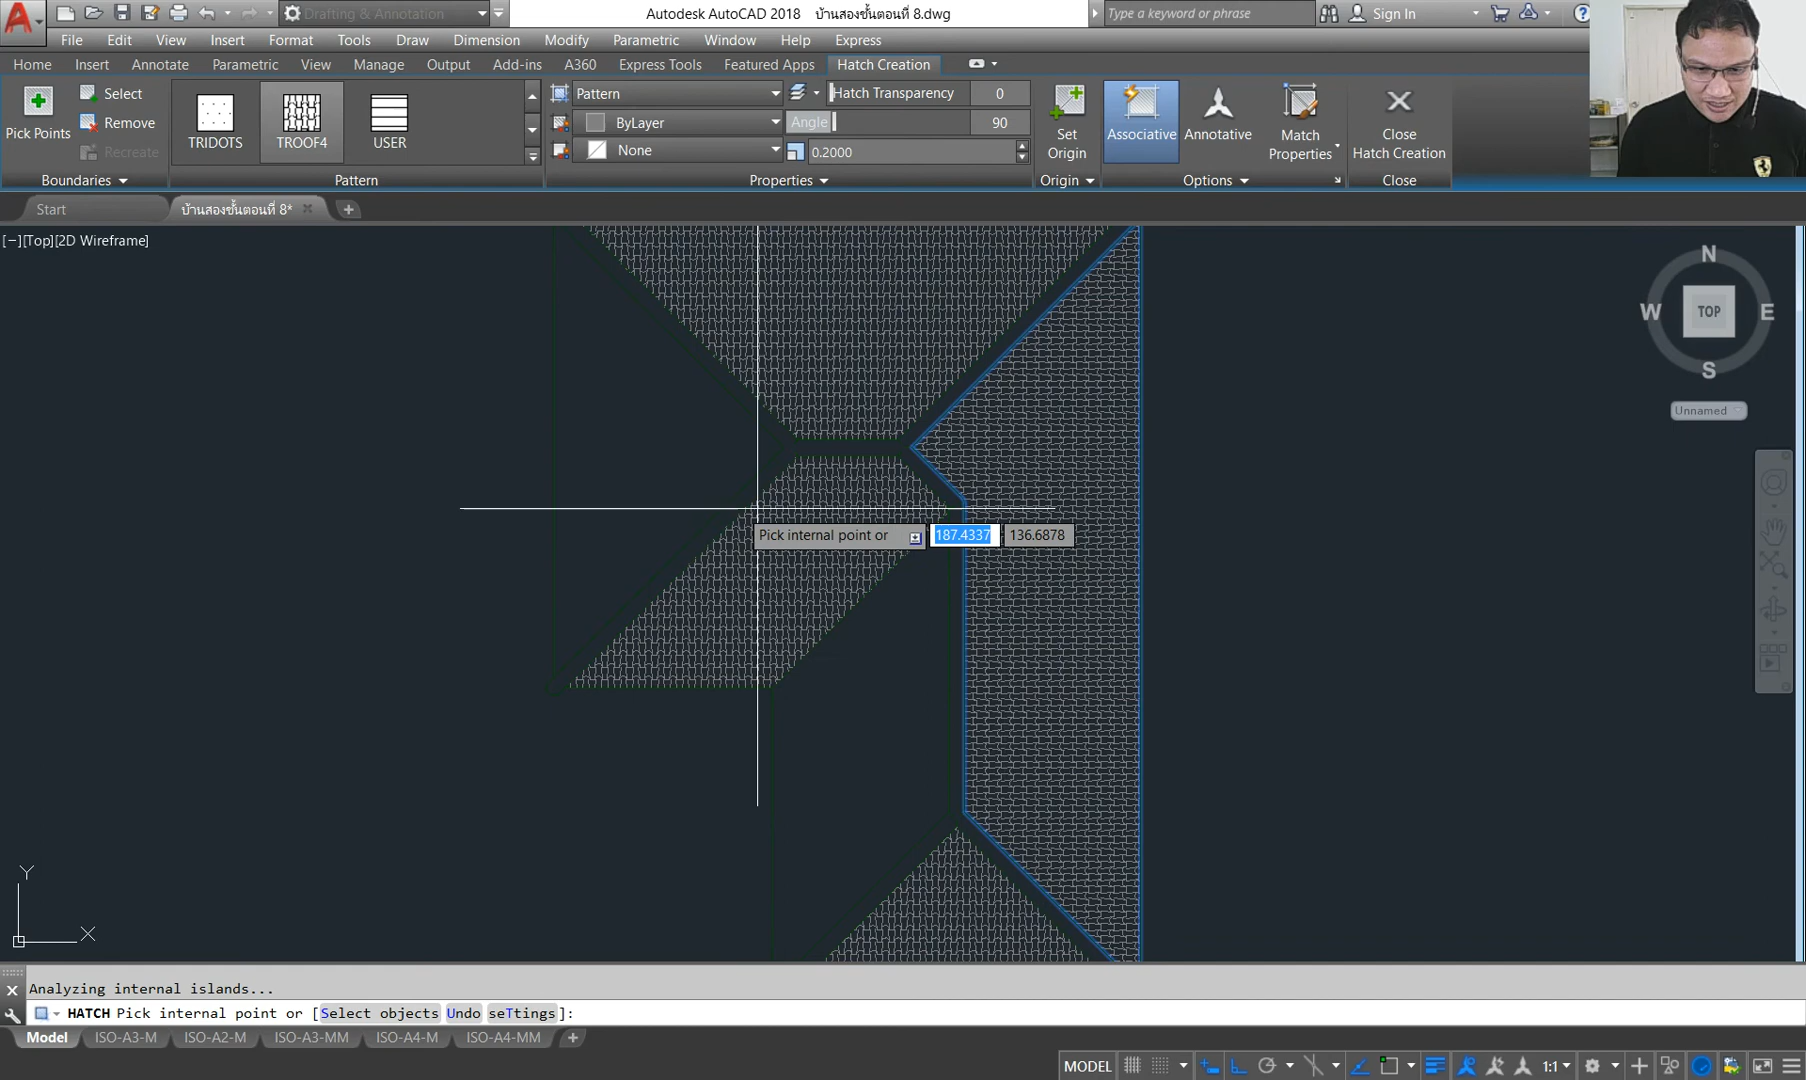 Drafting & Annotation
Autodesk AutoCAD 2018 บ้านสองชั้นตอนที่ 8.dwg
Type a keyword or phrase
Sign In
File Edit View Insert Format Tools Draw Dimension Modify Parametric Window Help Express
Home Insert Annotate Parametric View Manage Output Add-ins A360 Express Tools Featured Apps Hatch Creation
Pick Points
Select
Remove
Recreate
Boundaries
TRIDOTS
TROOF4
USER
Pattern
Pattern
ByLayer
None
Hatch Transparency 0
Angle 90
0.2000
Properties
Set
Origin
Origin
Associative
Annotative
Match
Properties
Options
Close
Hatch Creation
Close
Start
บ้านสองชั้นตอนที่ 8*
[−][Top][2D Wireframe]
N
W TOP E
S
Unnamed
Pick internal point or 187.4337 136.6878
Y
X
Analyzing internal islands...
HATCH Pick internal point or [Select objects Undo seTtings]:
Model ISO-A3-M ISO-A2-M ISO-A3-MM ISO-A4-M ISO-A4-MM
MODEL 1:1